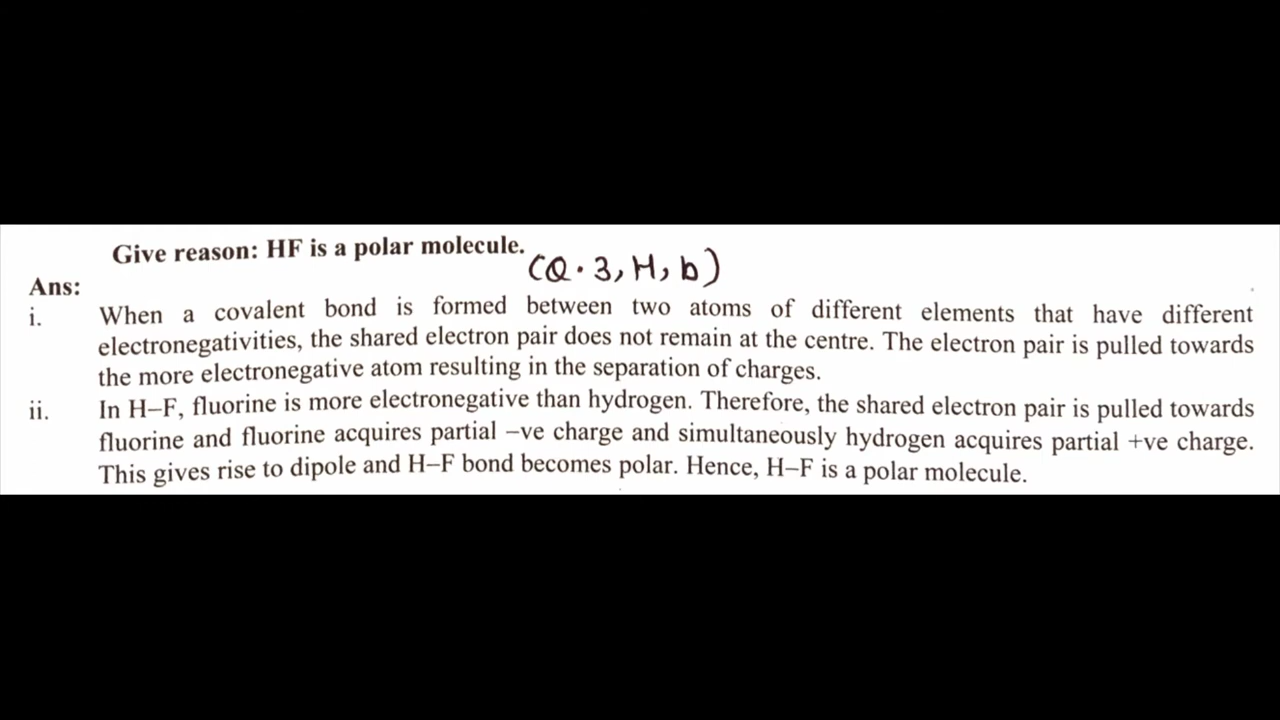 Give reason: HF is a polar molecule.
(Q.3, H, b)
Ans:
i. When a covalent bond is formed between two atoms of different elements that have different
electronegativities, the shared electron pair does not remain at the centre. The electron pair is pulled towards
the more electronegative atom resulting in the separation of charges.
ii. In H–F, fluorine is more electronegative than hydrogen. Therefore, the shared electron pair is pulled towards
fluorine and fluorine acquires partial –ve charge and simultaneously hydrogen acquires partial +ve charge.
This gives rise to dipole and H–F bond becomes polar. Hence, H–F is a polar molecule.